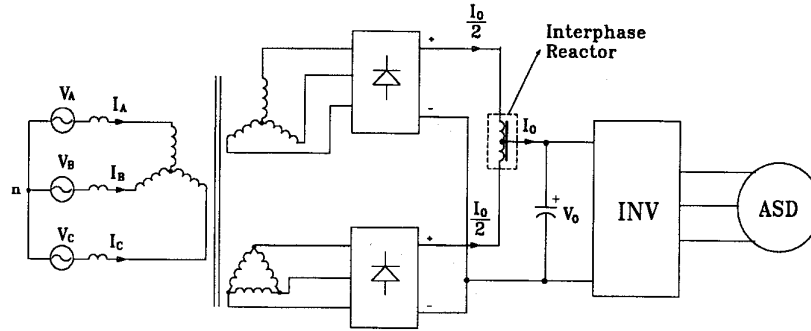 I₀
2
Interphase
Reactor
V_A
I_A
+
-
I₀
V_B
I_B
n
+
V₀
INV
ASD
V_C
I_C
I₀
2
+
-